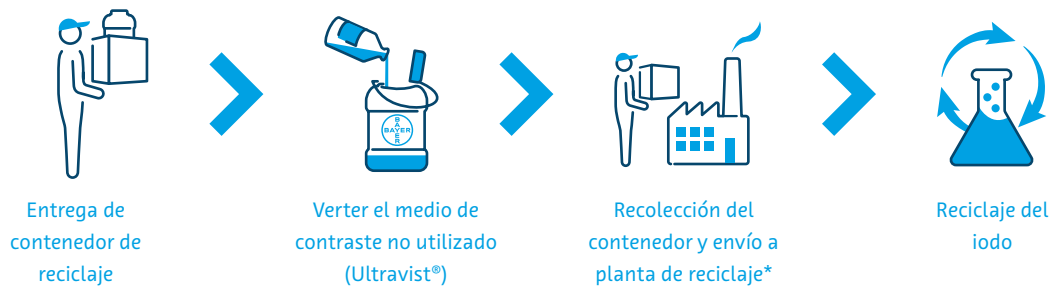 BAYER
BAYER
Entrega de
contenedor de
reciclaje
Verter el medio de
contraste no utilizado
(Ultravist®)
Recolección del
contenedor y envío a
planta de reciclaje*
Reciclaje del
iodo